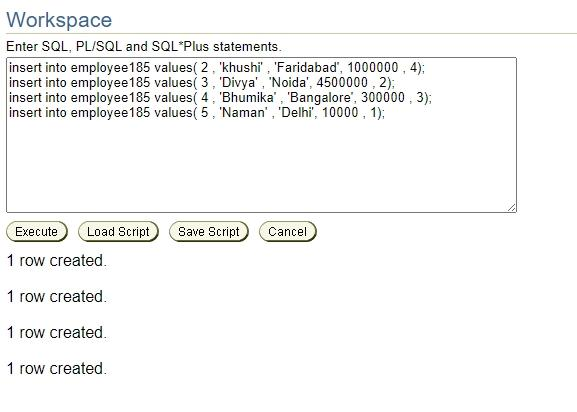 Workspace
Enter SQL, PL/SQL and SQL*Plus statements.
insert into employee185 values( 2 , 'khushi' , 'Faridabad', 1000000 , 4);
insert into employee185 values( 3 , 'Divya' , 'Noida', 4500000 , 2);
insert into employee185 values( 4 , 'Bhumika' , 'Bangalore', 300000 , 3);
insert into employee185 values( 5 , 'Naman' , 'Delhi', 10000 , 1);
Execute Load Script Save Script Cancel
1 row created.
1 row created.
1 row created.
1 row created.